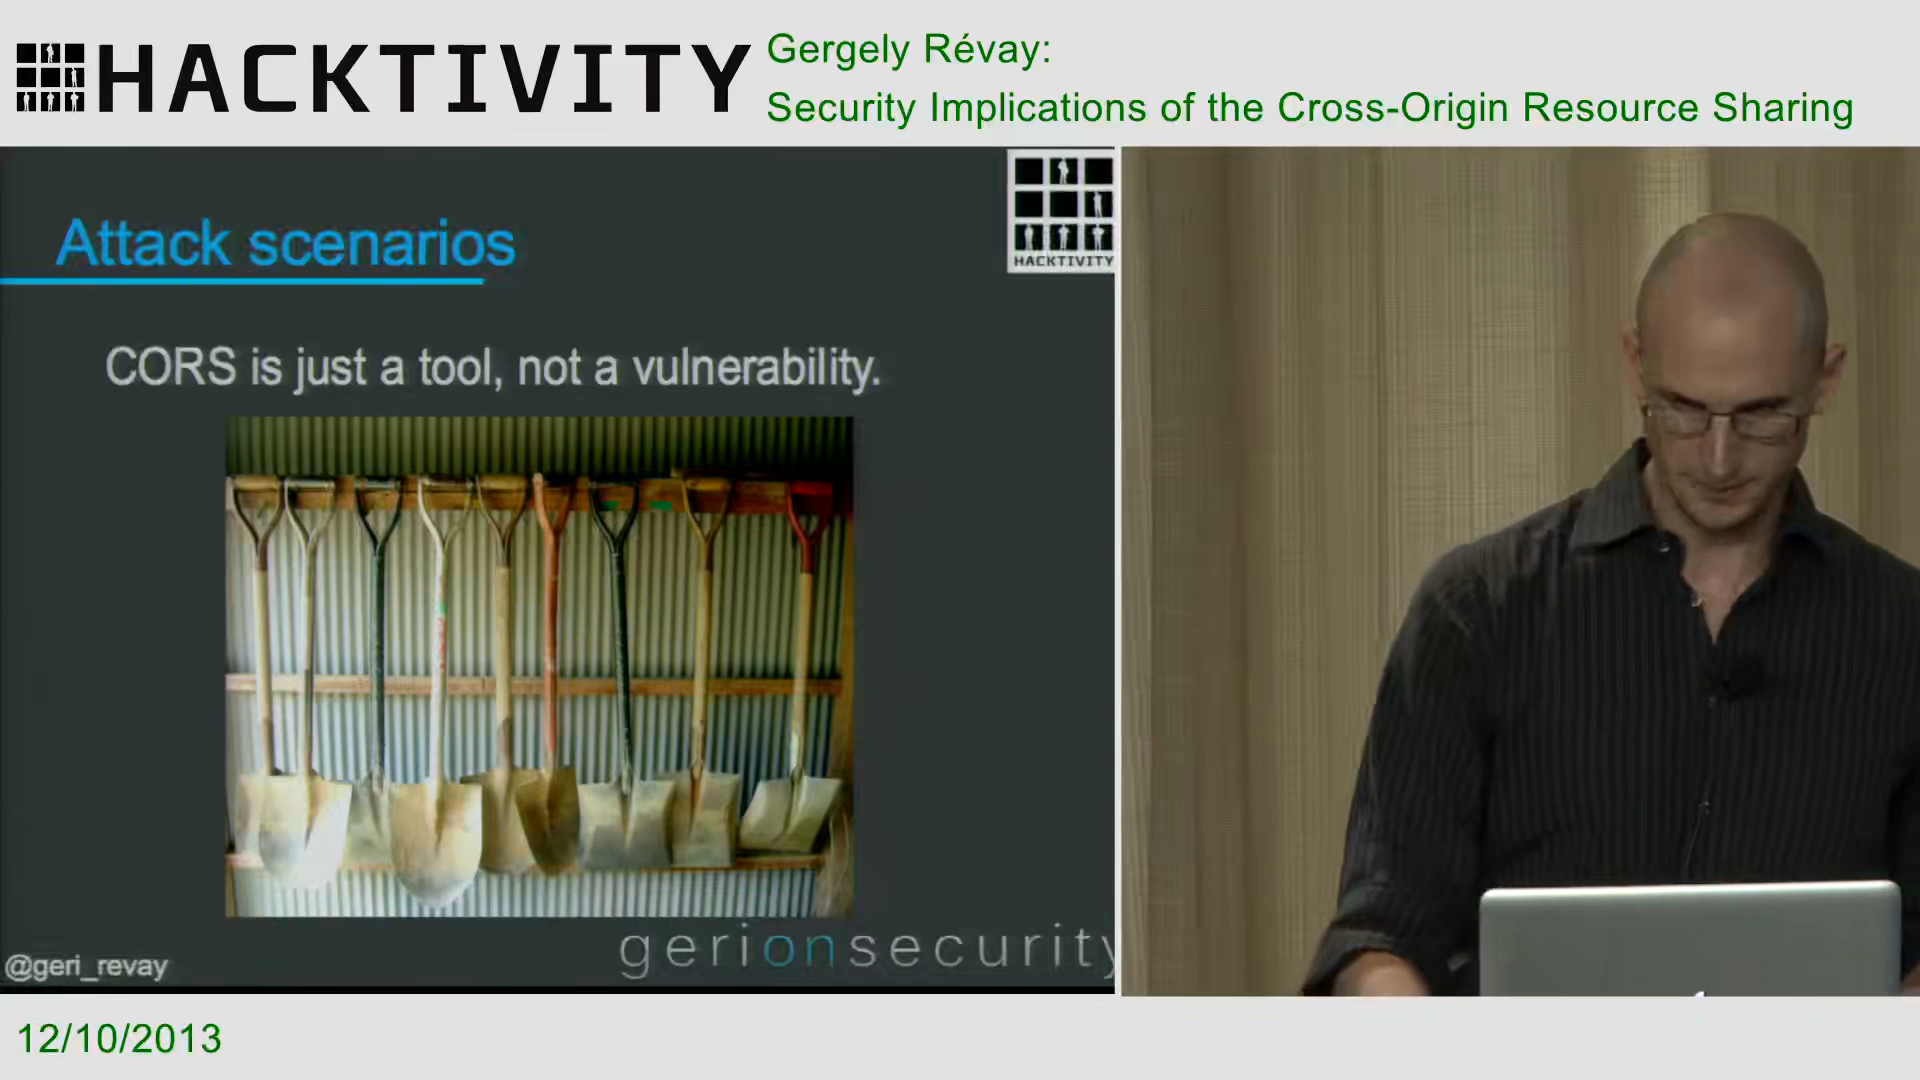 HACKTIVITY
Gergely Révay:
Security Implications of the Cross-Origin Resource Sharing
HACKTIVITY
Attack scenarios
CORS is just a tool, not a vulnerability.
gerionsecurity
@geri_revay
12/10/2013